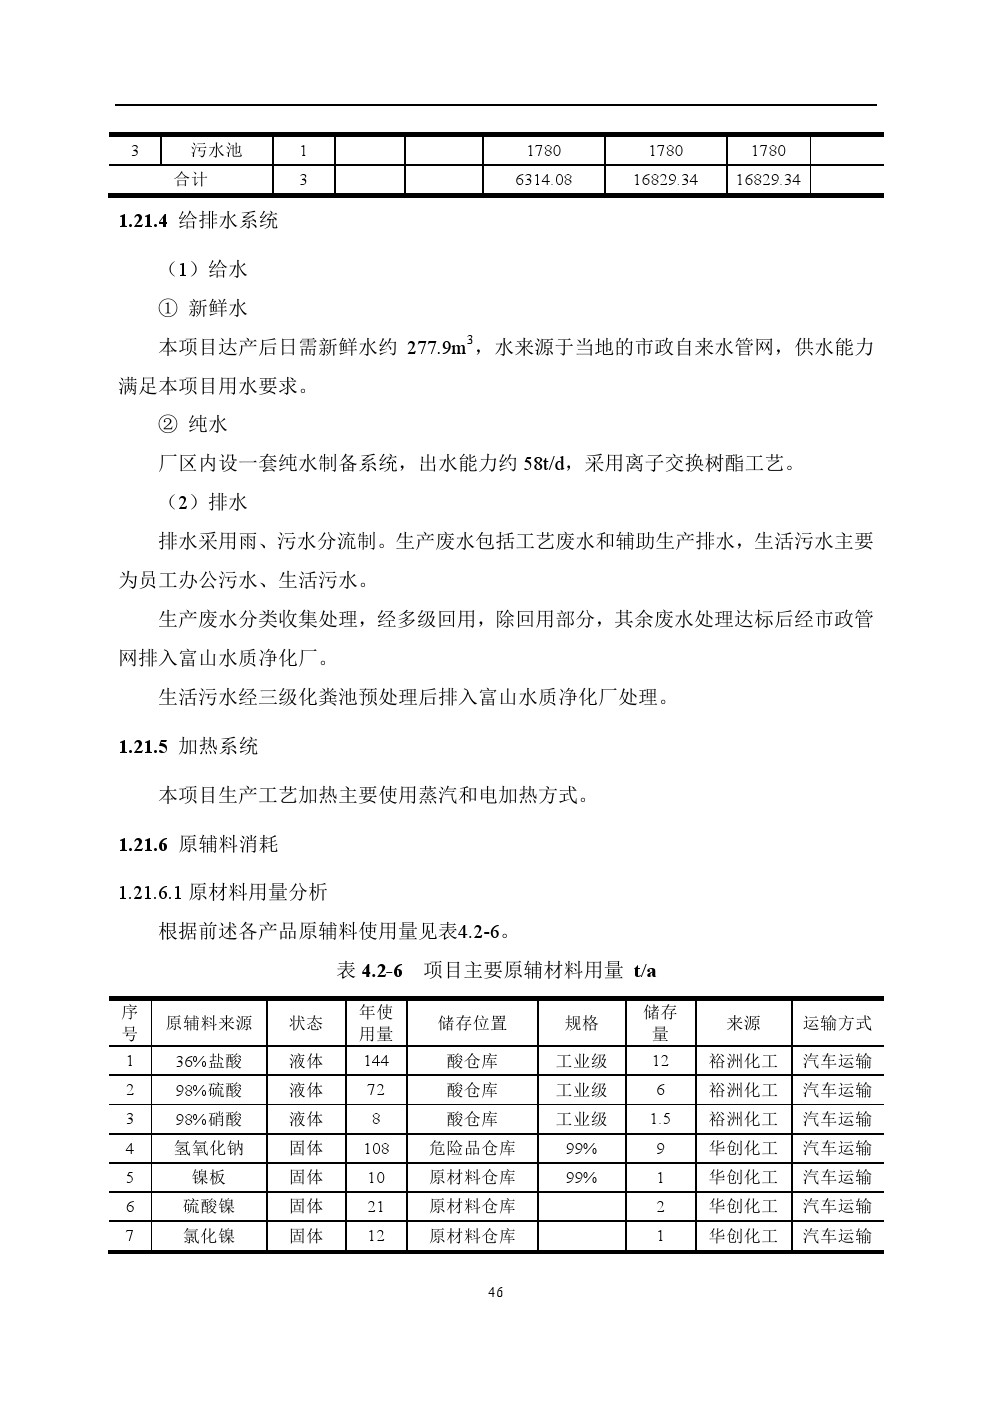 3 污水池 1 1780 1780 1780
合计 3 6314.08 16829.34 16829.34
1.21.4 给排水系统
（1）给水
① 新鲜水
本项目达产后日需新鲜水约 277.9m³，水来源于当地的市政自来水管网，供水能力
满足本项目用水要求。
② 纯水
厂区内设一套纯水制备系统，出水能力约 58t/d，采用离子交换树酯工艺。
（2）排水
排水采用雨、污水分流制。生产废水包括工艺废水和辅助生产排水，生活污水主要
为员工办公污水、生活污水。
生产废水分类收集处理，经多级回用，除回用部分，其余废水处理达标后经市政管
网排入富山水质净化厂。
生活污水经三级化粪池预处理后排入富山水质净化厂处理。
1.21.5 加热系统
本项目生产工艺加热主要使用蒸汽和电加热方式。
1.21.6 原辅料消耗
1.21.6.1 原材料用量分析
根据前述各产品原辅料使用量见表4.2-6。
表 4.2-6 项目主要原辅材料用量 t/a
序号 原辅料来源 状态 年使用量 储存位置 规格 储存量 来源 运输方式
1 36%盐酸 液体 144 酸仓库 工业级 12 裕洲化工 汽车运输
2 98%硫酸 液体 72 酸仓库 工业级 6 裕洲化工 汽车运输
3 98%硝酸 液体 8 酸仓库 工业级 1.5 裕洲化工 汽车运输
4 氢氧化钠 固体 108 危险品仓库 99% 9 华创化工 汽车运输
5 镍板 固体 10 原材料仓库 99% 1 华创化工 汽车运输
6 硫酸镍 固体 21 原材料仓库 2 华创化工 汽车运输
7 氯化镍 固体 12 原材料仓库 1 华创化工 汽车运输
46